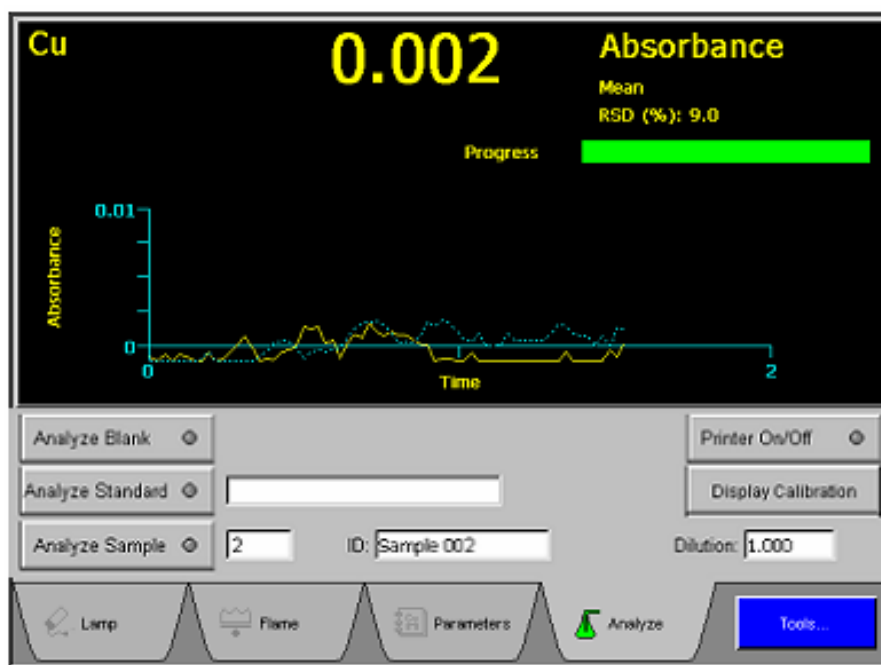 Cu
0.002
Absorbance
Mean
RSD (%): 9.0
Progress
0.01
Absorbance
0
0
2
Time
Analyze Blank
Printer On/Off
Analyze Standard
Display Calibration
Analyze Sample
2
ID: Sample 002
Dilution: 1.000
Lamp
Flame
Parameters
Analyze
Tools...